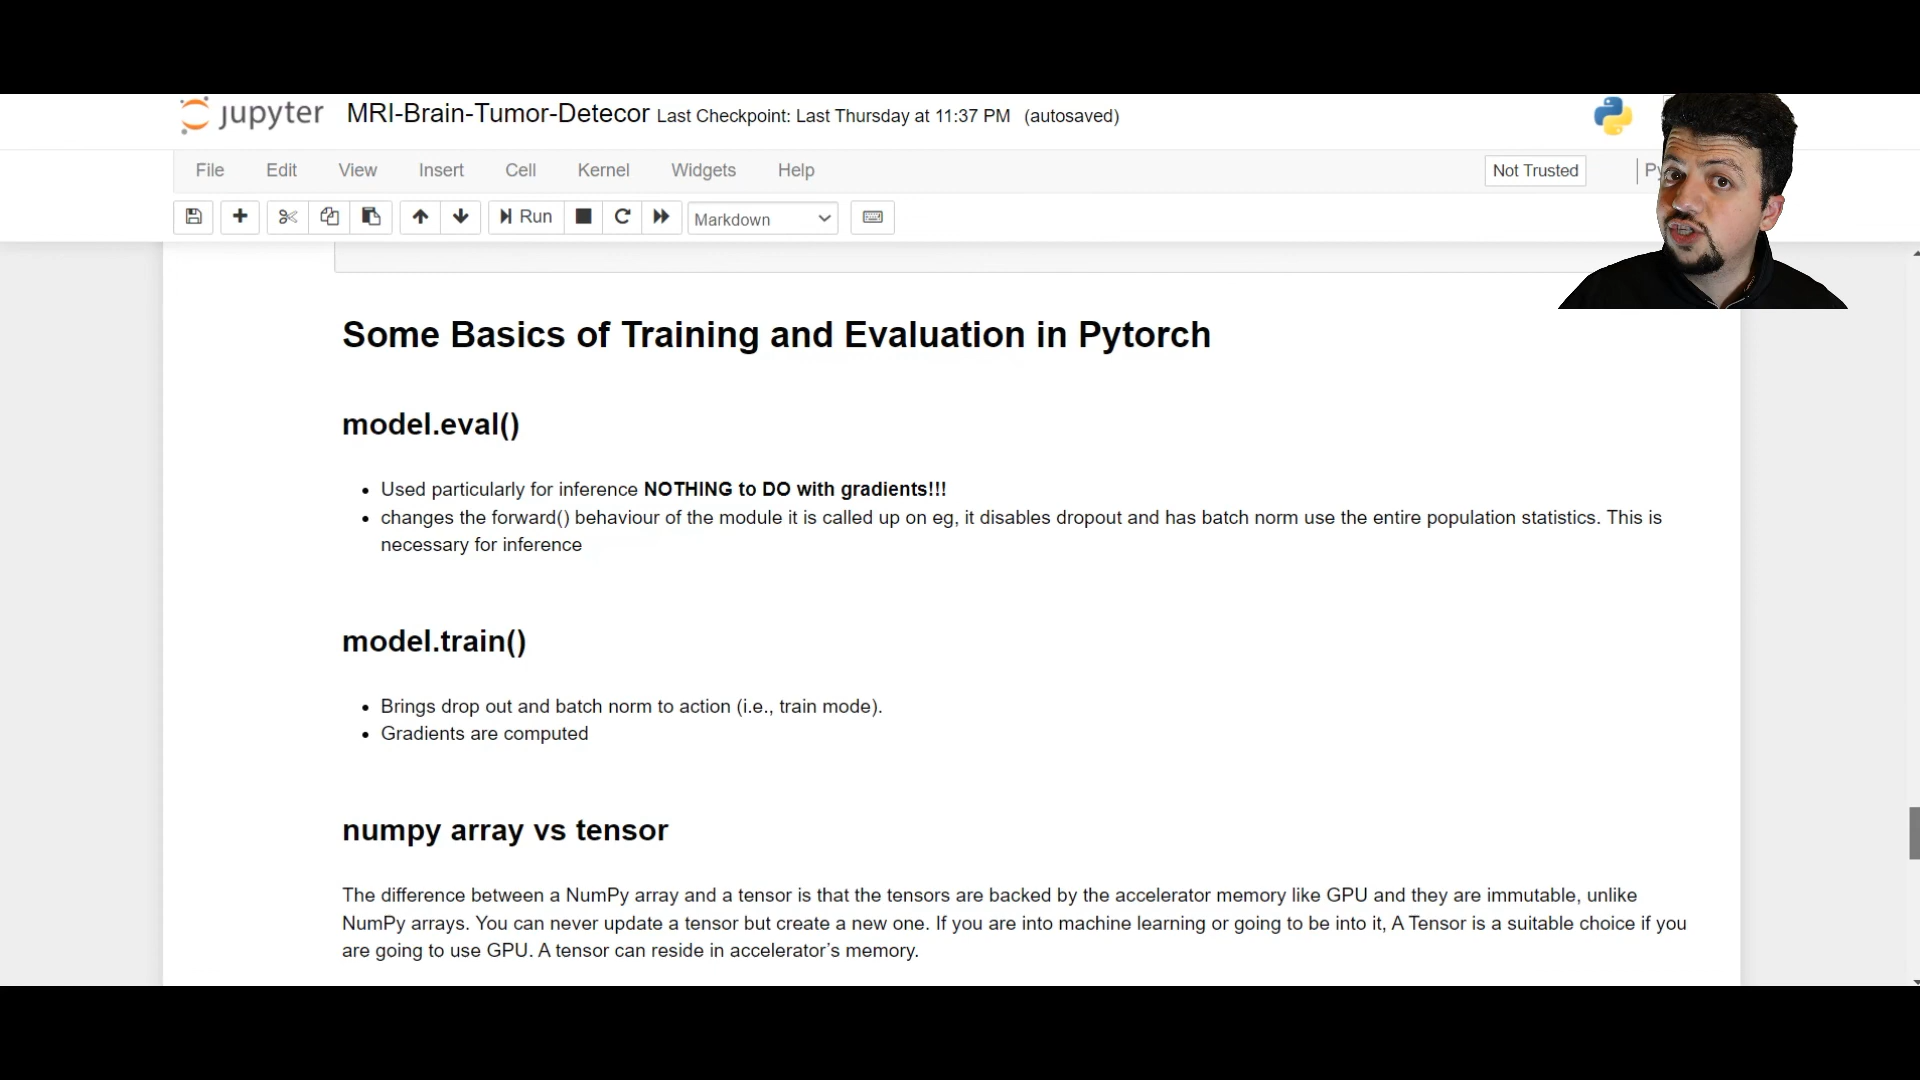 jupyter MRI-Brain-Tumor-Detecor Last Checkpoint: Last Thursday at 11:37 PM (autosaved)
File Edit View Insert Cell Kernel Widgets Help Not Trusted
Run Markdown
Some Basics of Training and Evaluation in Pytorch
model.eval()
• Used particularly for inference NOTHING to DO with gradients!!!
• changes the forward() behaviour of the module it is called up on eg, it disables dropout and has batch norm use the entire population statistics. This is
necessary for inference
model.train()
• Brings drop out and batch norm to action (i.e., train mode).
• Gradients are computed
numpy array vs tensor
The difference between a NumPy array and a tensor is that the tensors are backed by the accelerator memory like GPU and they are immutable, unlike
NumPy arrays. You can never update a tensor but create a new one. If you are into machine learning or going to be into it, A Tensor is a suitable choice if you
are going to use GPU. A tensor can reside in accelerator’s memory.